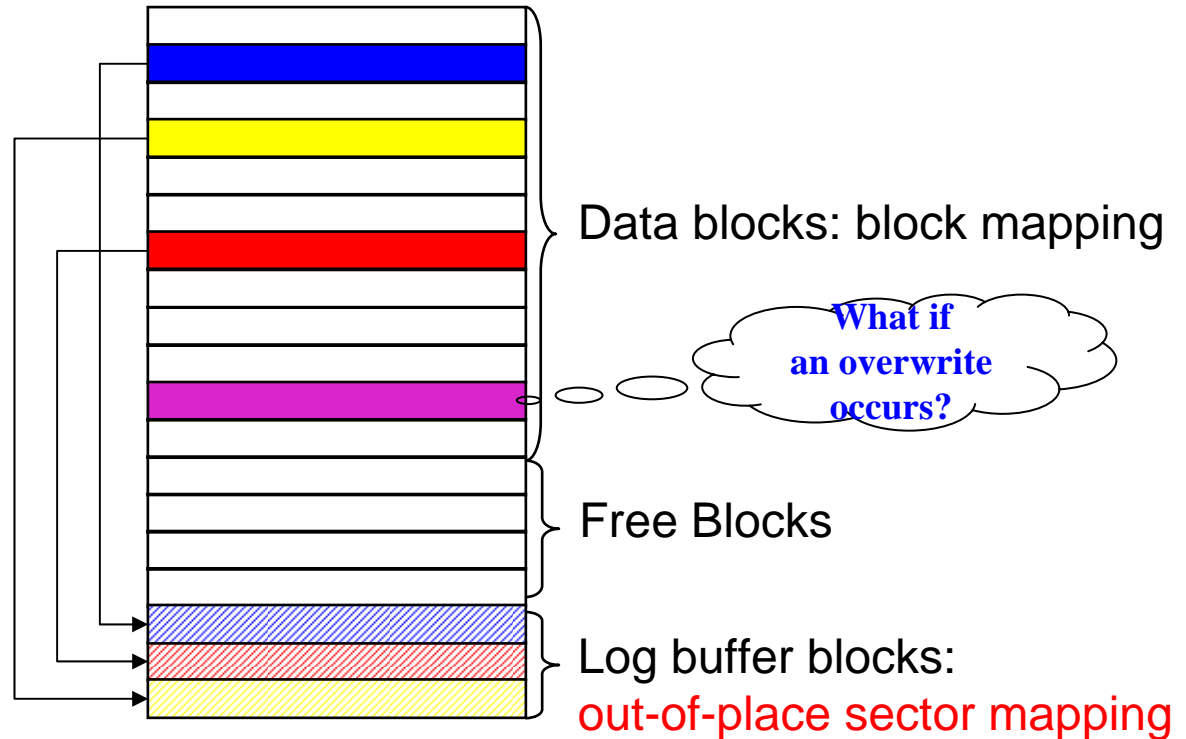 Data blocks: block mapping
What if
an overwrite
occurs?
Free Blocks
Log buffer blocks:
out-of-place sector mapping